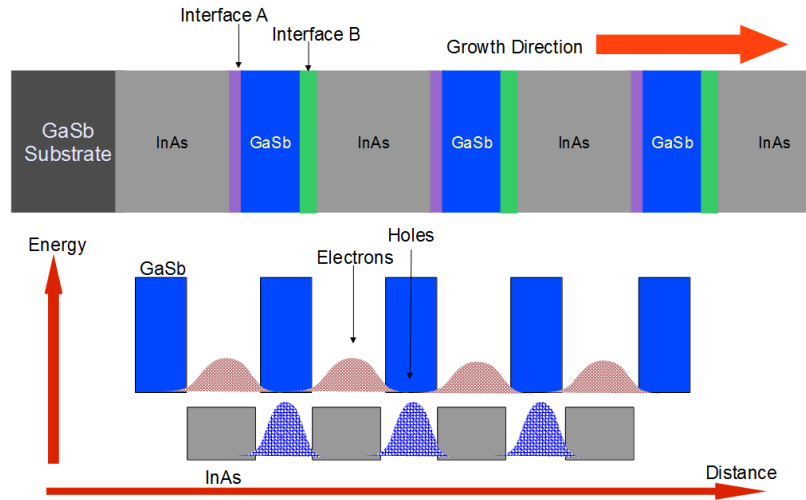 Interface A
Interface B
Growth Direction
GaSb
Substrate
InAs
GaSb
InAs
GaSb
InAs
GaSb
InAs
Energy
Holes
Electrons
GaSb
InAs
Distance